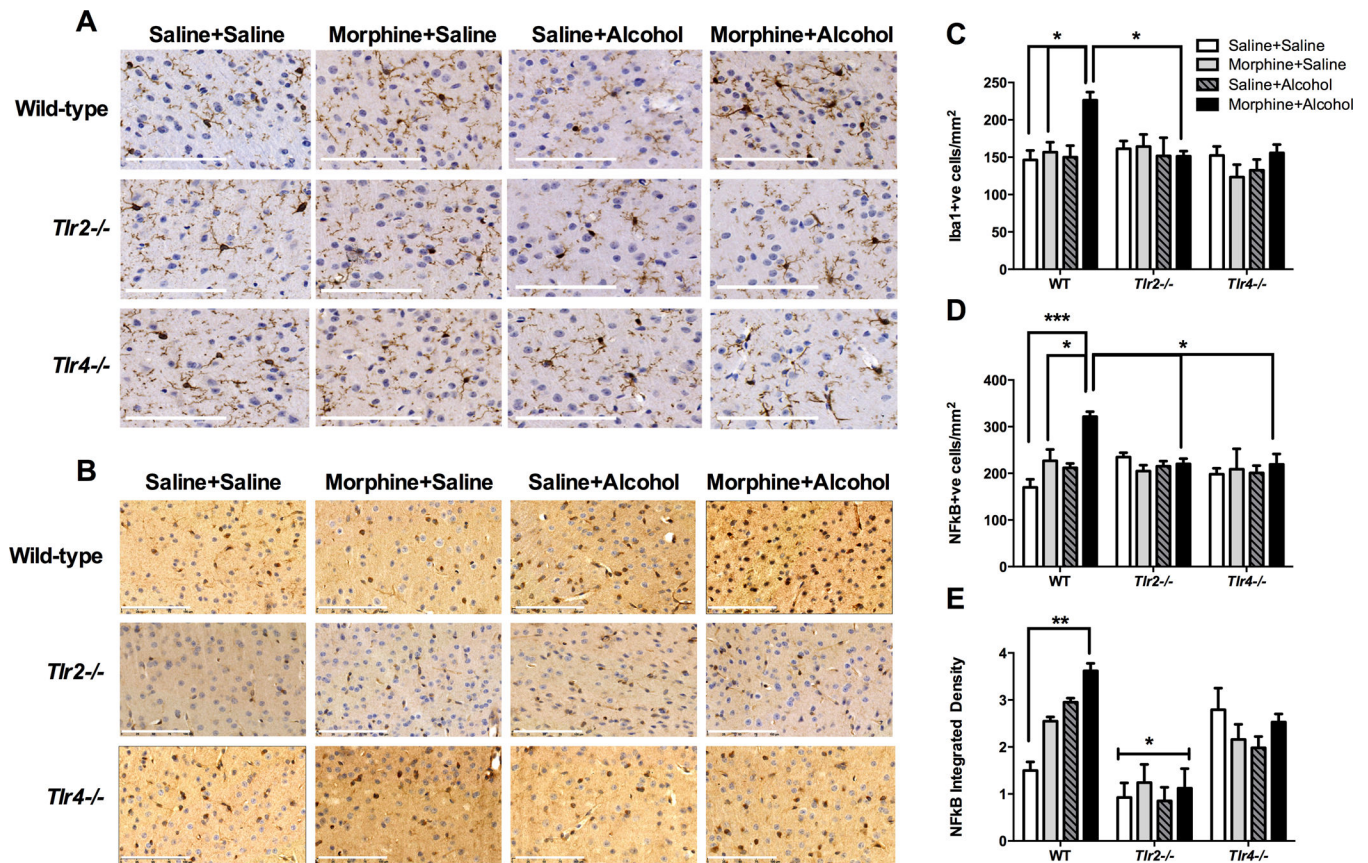 A
Saline+Saline Morphine+Saline Saline+Alcohol Morphine+Alcohol
Wild-type
Tlr2-/-
Tlr4-/-
B
Saline+Saline Morphine+Saline Saline+Alcohol Morphine+Alcohol
Wild-type
Tlr2-/-
Tlr4-/-
C
Saline+Saline
Morphine+Saline
Saline+Alcohol
Morphine+Alcohol
* *
Iba1+ve cells/mm²
250
200
150
100
50
0
WT Tlr2-/- Tlr4-/-
D
***
* *
NFkB+ve cells/mm²
400
300
200
100
0
WT Tlr2-/- Tlr4-/-
E
**
*
NFkB Integrated Density
4
3
2
1
0
WT Tlr2-/- Tlr4-/-